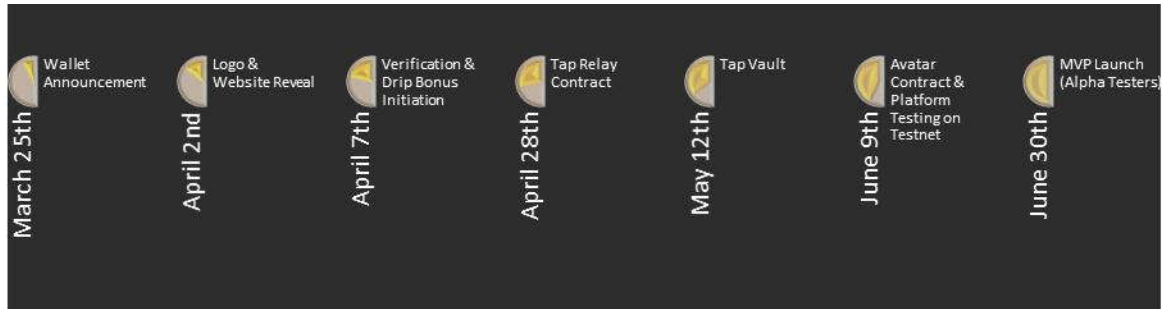 Wallet
Announcement
March 25th
Logo &
Website Reveal
April 2nd
Verification &
Drip Bonus
Initiation
April 7th
Tap Relay
Contract
April 28th
Tap Vault
May 12th
Avatar
Contract &
Platform
Testing on
Testnet
June 9th
MVP Launch
(Alpha Testers)
June 30th